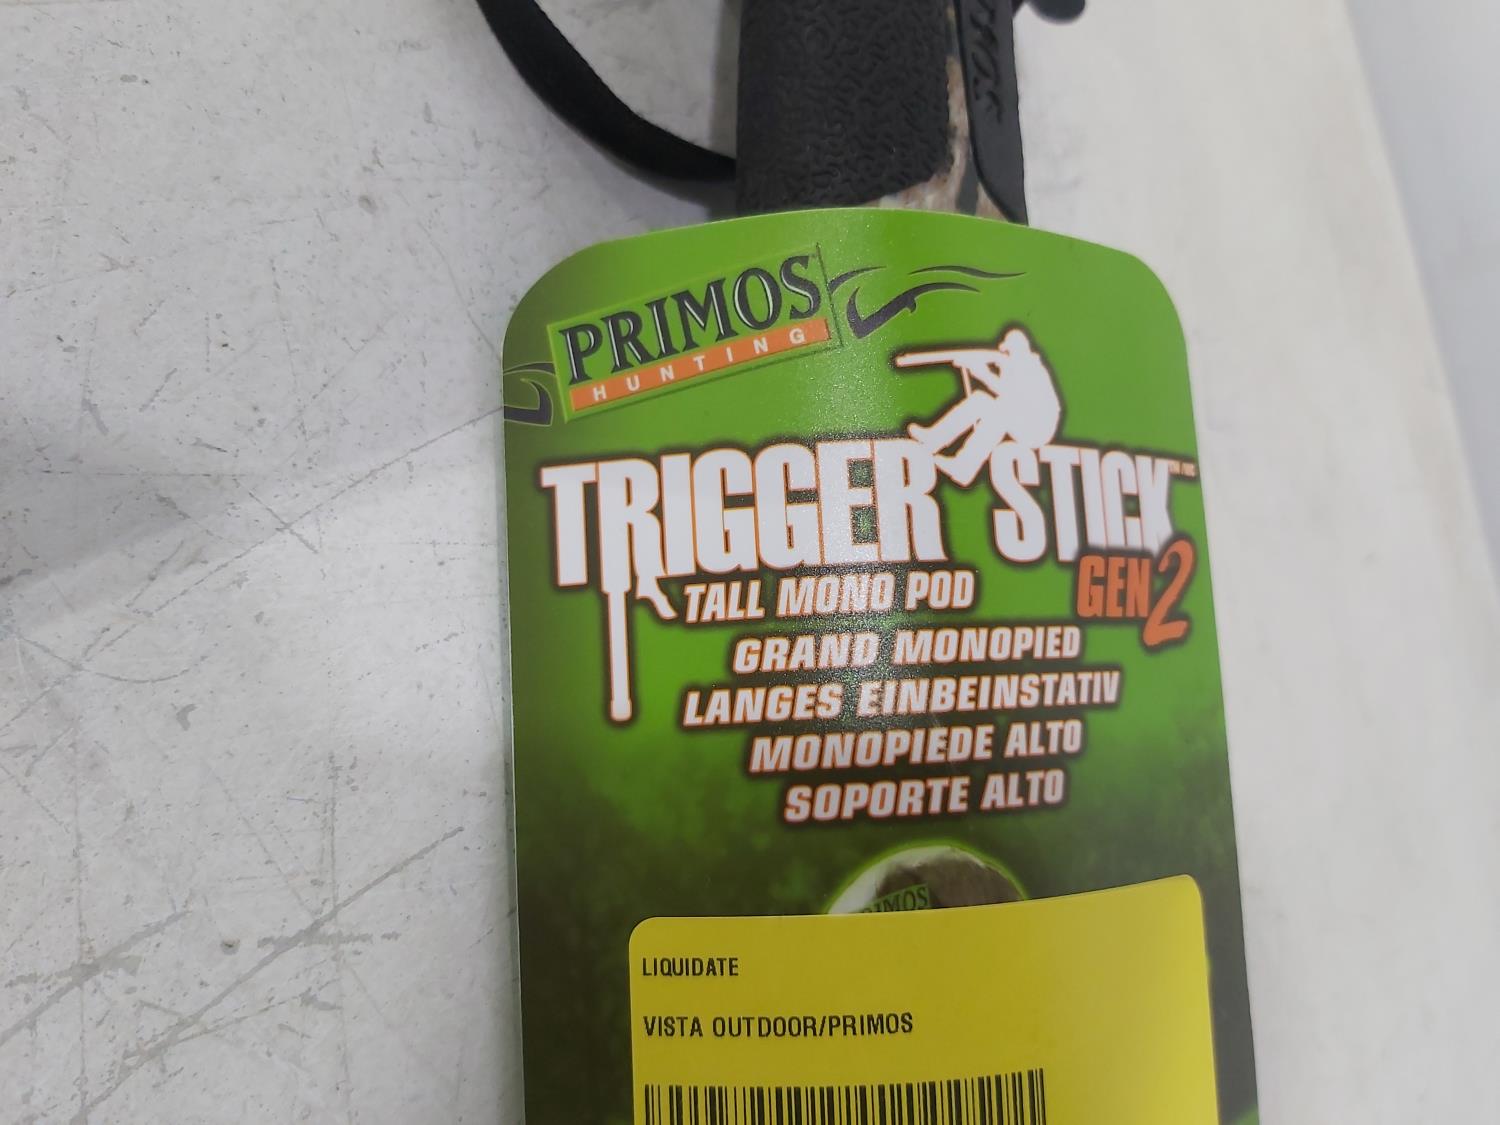 PRIMOS
HUNTING
TRIGGER STICK
GEN 2
TALL MONO POD
GRAND MONOPIED
LANGES EINBEINSTATIV
MONOPIEDE ALTO
SOPORTE ALTO
LIQUIDATE
VISTA OUTDOOR/PRIMOS